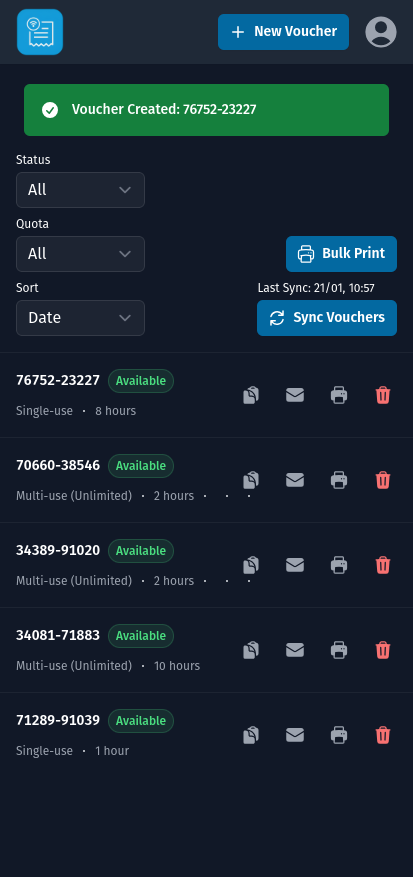 New Voucher
Voucher Created: 76752-23227
Status
All
Quota
All
Bulk Print
Sort
Last Sync: 21/01, 10:57
Date
Sync Vouchers
76752-23227 Available
Single-use • 8 hours
70660-38546 Available
Multi-use (Unlimited) • 2 hours • • •
34389-91020 Available
Multi-use (Unlimited) • 2 hours • • •
34081-71883 Available
Multi-use (Unlimited) • 10 hours
71289-91039 Available
Single-use • 1 hour